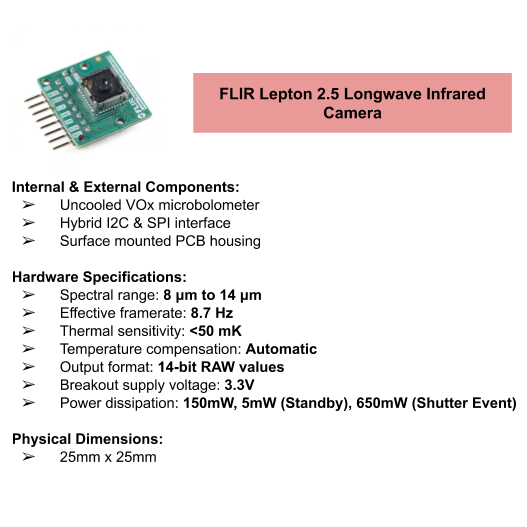 FLIR
FLIR Lepton 2.5 Longwave Infrared
Camera
Internal & External Components:
➢ Uncooled VOx microbolometer
➢ Hybrid I2C & SPI interface
➢ Surface mounted PCB housing
Hardware Specifications:
➢ Spectral range: 8 μm to 14 μm
➢ Effective framerate: 8.7 Hz
➢ Thermal sensitivity: <50 mK
➢ Temperature compensation: Automatic
➢ Output format: 14-bit RAW values
➢ Breakout supply voltage: 3.3V
➢ Power dissipation: 150mW, 5mW (Standby), 650mW (Shutter Event)
Physical Dimensions:
➢ 25mm x 25mm